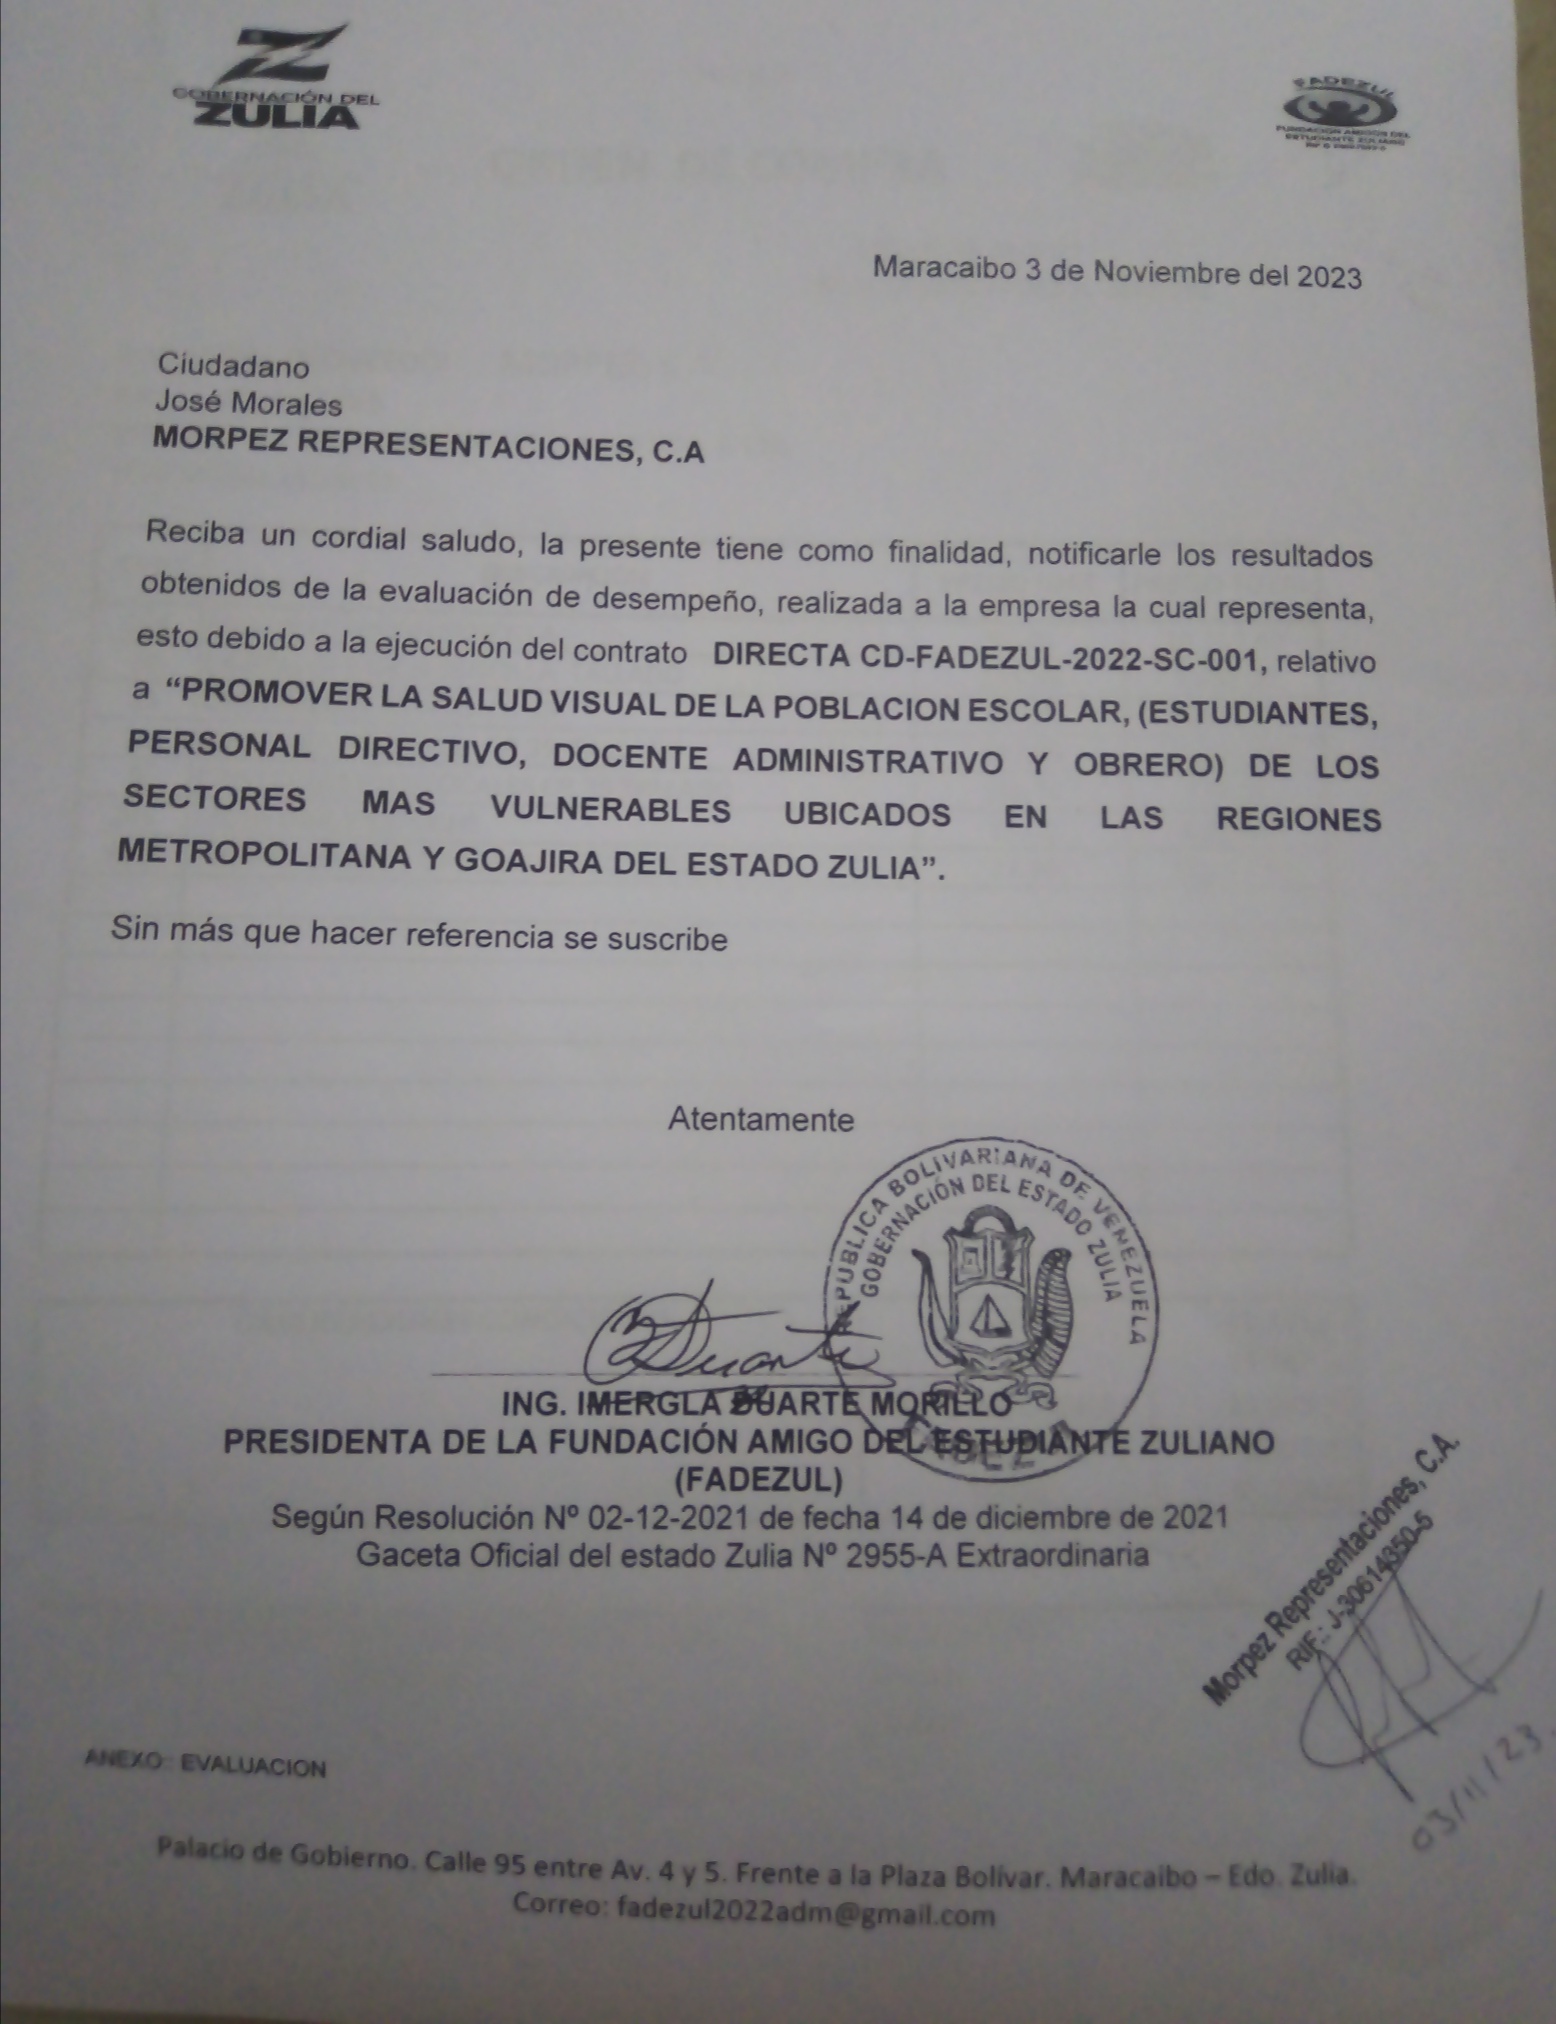 GOBERNACIÓN DEL
ZULIA
FADEZUL
FUNDACIÓN AMIGOS DEL
ESTUDIANTE ZULIANO
Maracaibo 3 de Noviembre del 2023
Ciudadano
José Morales
MORPEZ REPRESENTACIONES, C.A
Reciba un cordial saludo, la presente tiene como finalidad, notificarle los resultados
obtenidos de la evaluación de desempeño, realizada a la empresa la cual representa,
esto debido a la ejecución del contrato DIRECTA CD-FADEZUL-2022-SC-001, relativo
a “PROMOVER LA SALUD VISUAL DE LA POBLACION ESCOLAR, (ESTUDIANTES,
PERSONAL DIRECTIVO, DOCENTE ADMINISTRATIVO Y OBRERO) DE LOS
SECTORES MAS VULNERABLES UBICADOS EN LAS REGIONES
METROPOLITANA Y GOAJIRA DEL ESTADO ZULIA”.
Sin más que hacer referencia se suscribe
Atentamente
REPÚBLICA BOLIVARIANA DE VENEZUELA
GOBERNACIÓN DEL ESTADO ZULIA
ING. IMERGLA DUARTE MORILLO
PRESIDENTA DE LA FUNDACIÓN AMIGO DEL ESTUDIANTE ZULIANO
(FADEZUL)
Según Resolución Nº 02-12-2021 de fecha 14 de diciembre de 2021
Gaceta Oficial del estado Zulia Nº 2955-A Extraordinaria
Morpez Representaciones, C.A.
RIF.: J-30614350-5
03/11/23.
ANEXO: EVALUACION
Palacio de Gobierno. Calle 95 entre Av. 4 y 5. Frente a la Plaza Bolívar. Maracaibo – Edo. Zulia.
Correo: fadezul2022adm@gmail.com